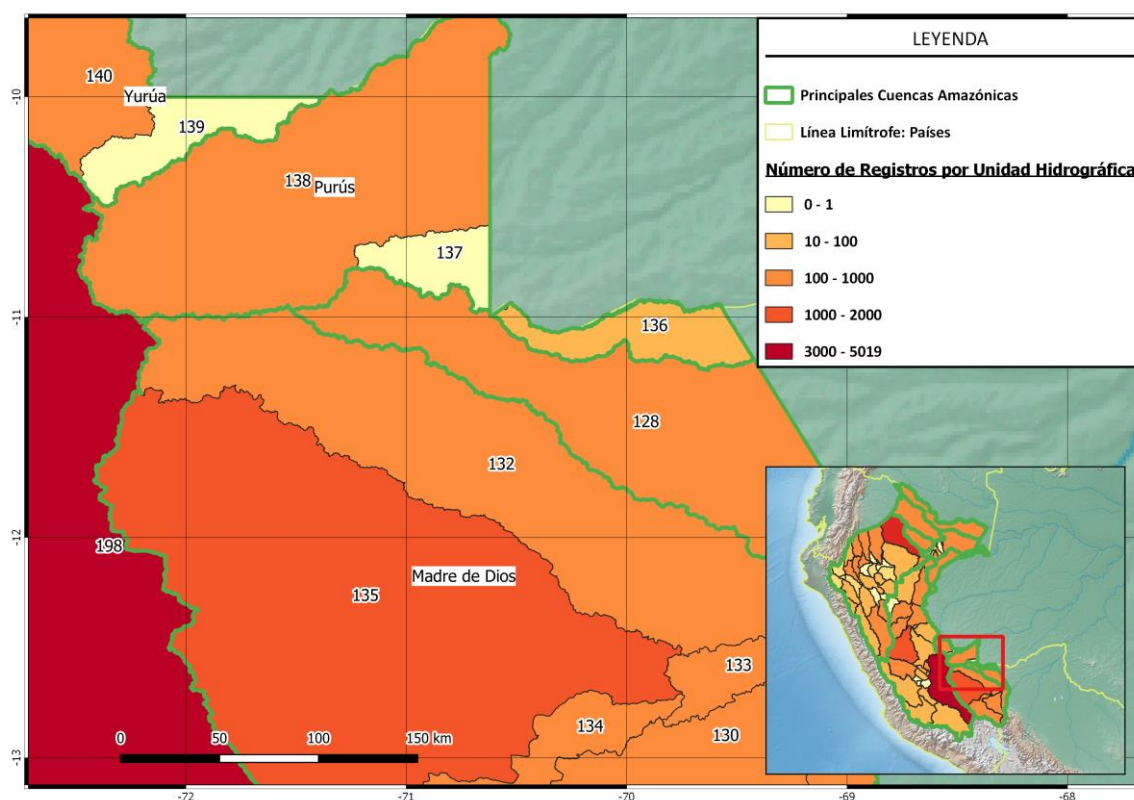 LEYENDA
Principales Cuencas Amazónicas
Línea Limítrofe: Países
Número de Registros por Unidad Hidrográfica
0 - 1
10 - 100
100 - 1000
1000 - 2000
3000 - 5019
140
Yurúa
139
138 Purús
137
136
128
132
198
Madre de Dios
135
133
134
130
0 50 100 150 km
-10
-11
-12
-13
-72 -71 -70 -69 -68